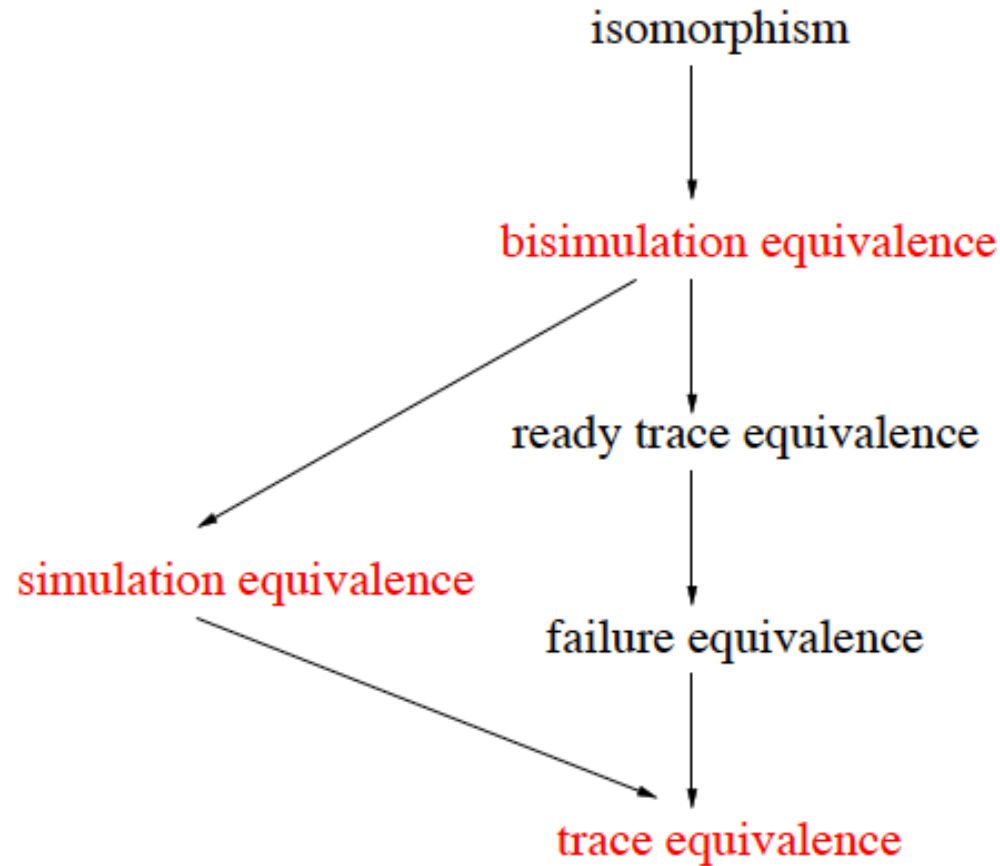 isomorphism
bisimulation equivalence
ready trace equivalence
simulation equivalence
failure equivalence
trace equivalence